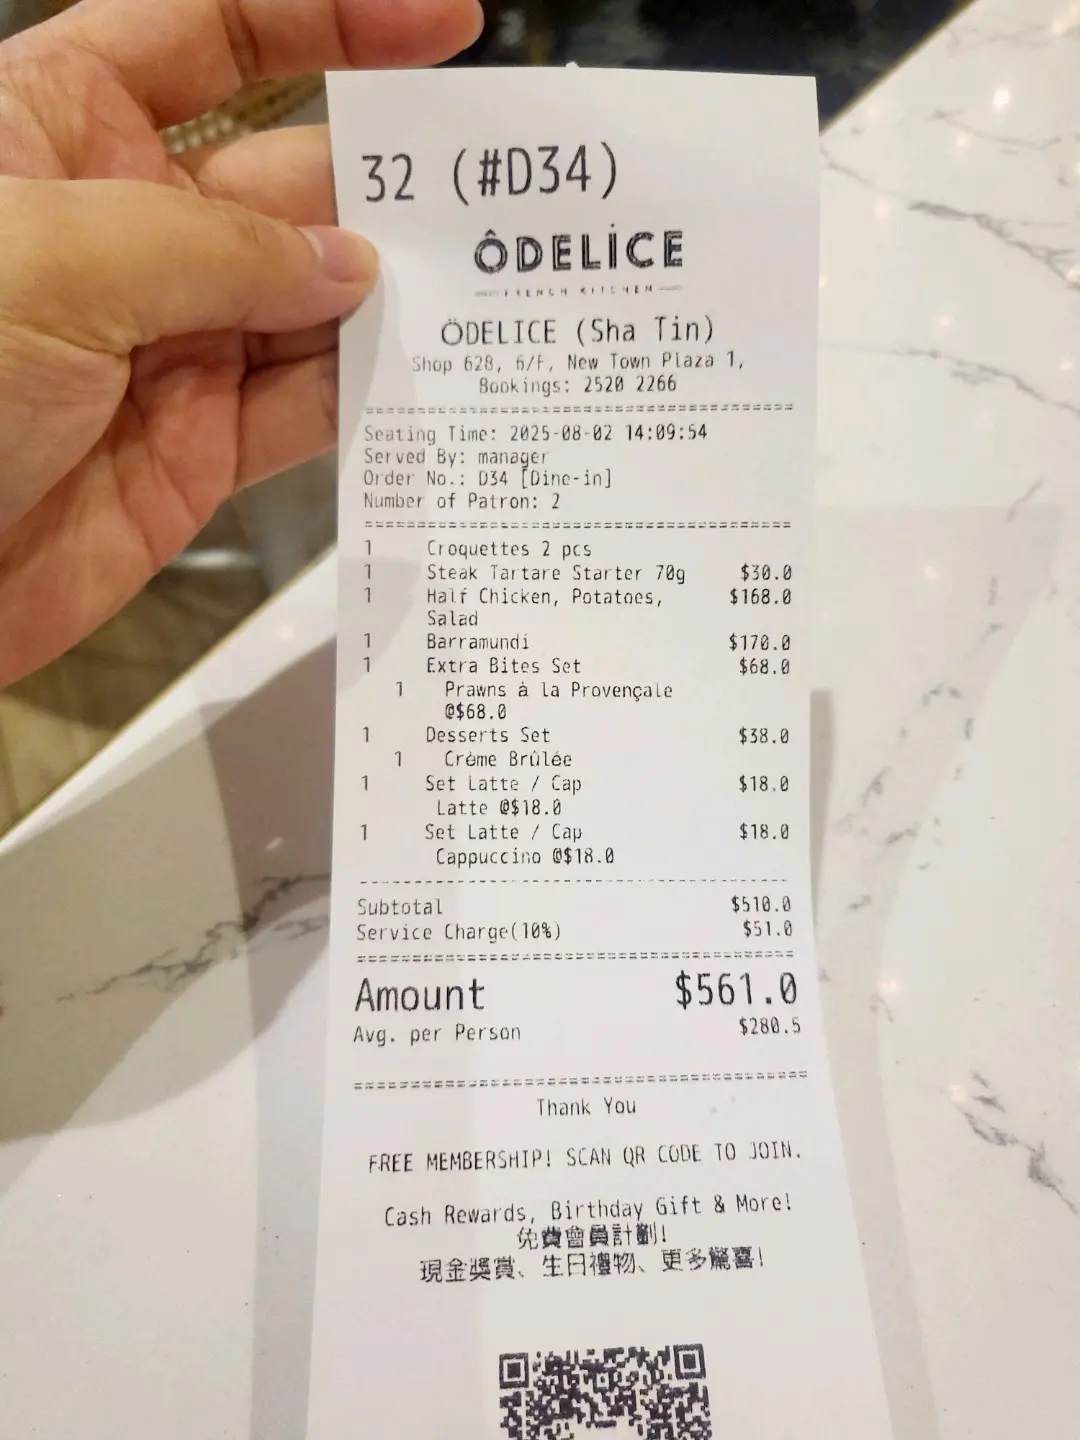 32 (#D34)
ÔDELİCE
FRENCH KITCHEN
ÖDELICE (Sha Tin)
Shop 628, 6/F, New Town Plaza 1,
Bookings: 2520 2266
Seating Time: 2025-08-02 14:09:54
Served By: manager
Order No.: D34 [Dine-in]
Number of Patron: 2
1 Croquettes 2 pcs
1 Steak Tartare Starter 70g $30.0
1 Half Chicken, Potatoes, $168.0
Salad
1 Barramundi $170.0
1 Extra Bites Set $68.0
1 Prawns à la Provençale
@$68.0
1 Desserts Set $38.0
1 Crème Brûlée
1 Set Latte / Cap $18.0
Latte @$18.0
1 Set Latte / Cap $18.0
Cappuccino @$18.0
Subtotal $510.0
Service Charge(10%) $51.0
Amount $561.0
Avg. per Person $280.5
Thank You
FREE MEMBERSHIP! SCAN QR CODE TO JOIN.
Cash Rewards, Birthday Gift & More!
免費會員計劃!
現金獎賞、生日禮物、更多驚喜!